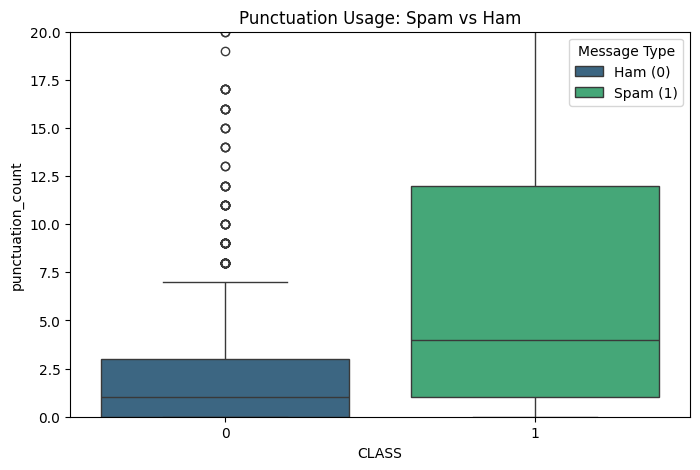 Punctuation Usage: Spam vs Ham
Message Type
Ham (0)
Spam (1)
punctuation_count
20.0
17.5
15.0
12.5
10.0
7.5
5.0
2.5
0.0
0
1
CLASS